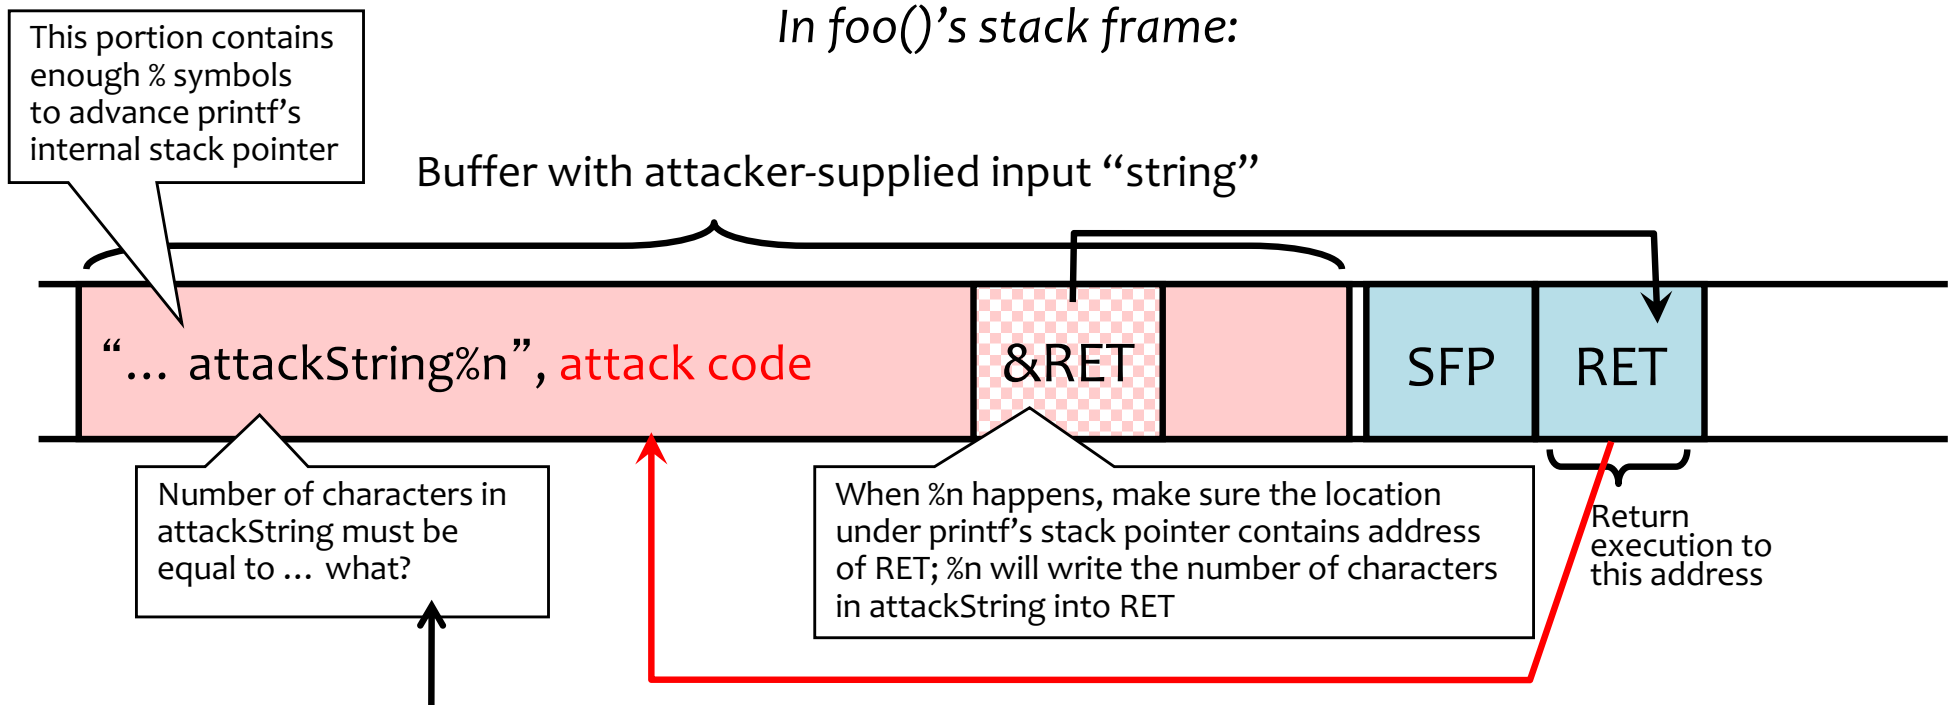 In foo()’s stack frame:
This portion contains
enough % symbols
to advance printf’s
internal stack pointer
Buffer with attacker-supplied input “string”
“… attackString%n”, attack code
&RET
SFP
RET
Number of characters in
attackString must be
equal to … what?
When %n happens, make sure the location
under printf’s stack pointer contains address
of RET; %n will write the number of characters
in attackString into RET
Return
execution to
this address